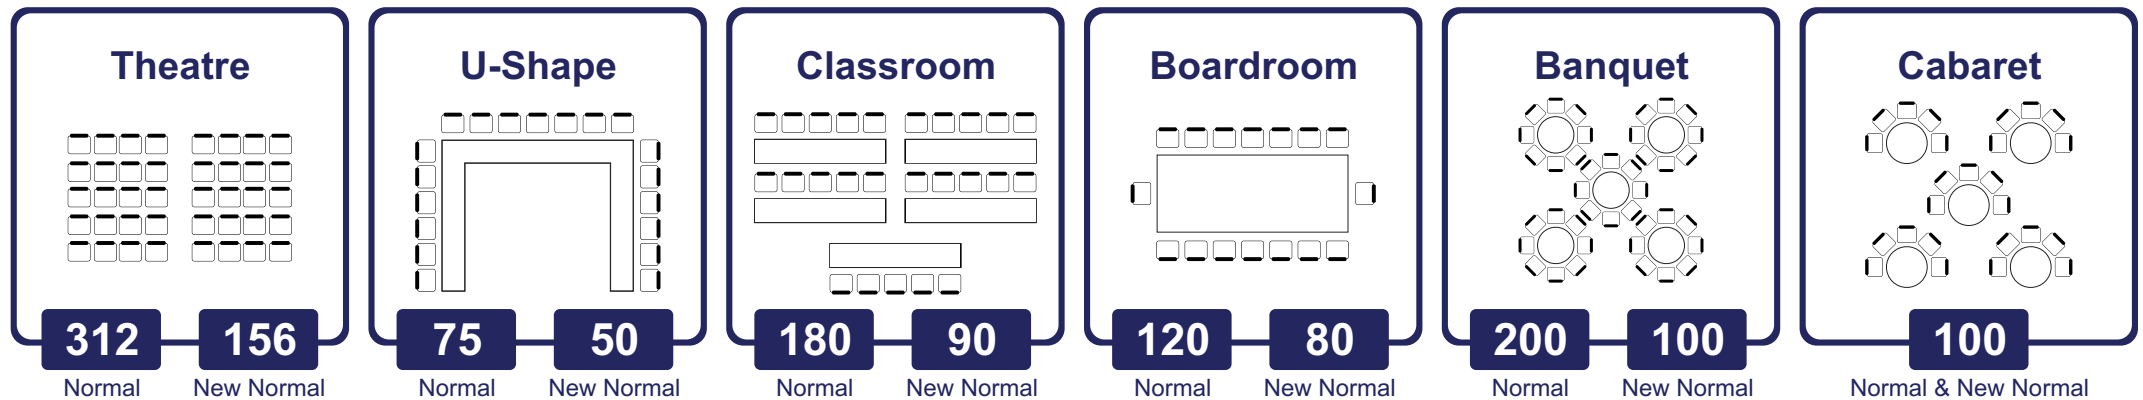 Theatre
312 156
Normal New Normal
U-Shape
75 50
Normal New Normal
Classroom
180 90
Normal New Normal
Boardroom
120 80
Normal New Normal
Banquet
200 100
Normal New Normal
Cabaret
100
Normal & New Normal